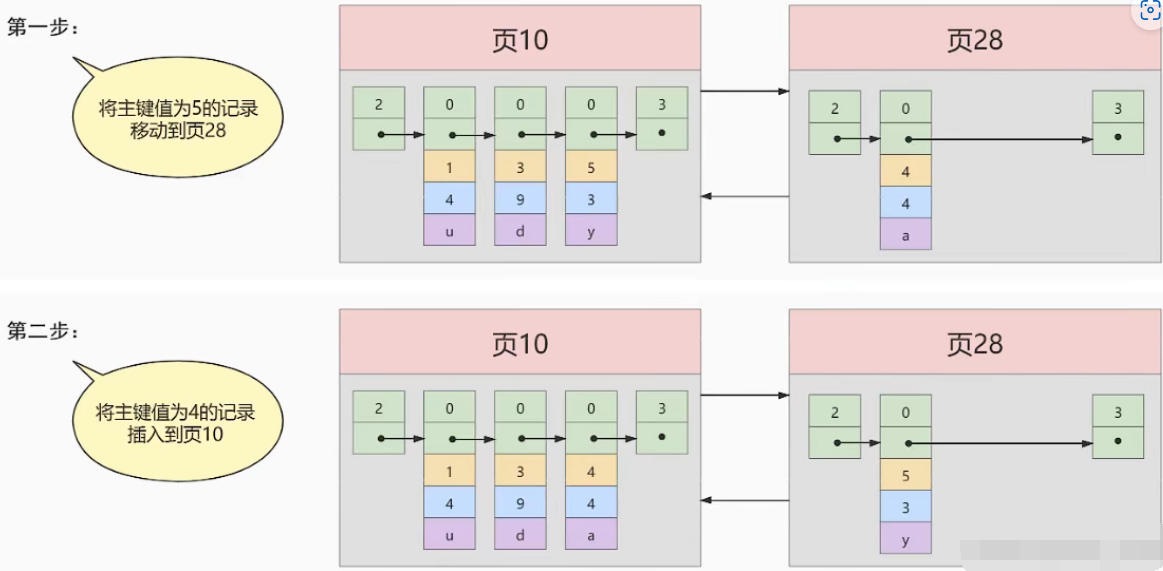 第一步：
将主键值为5的记录
移动到页28
页10
2 0 0 0 3
1 3 5
4 9 3
u d y
页28
2 0 3
4
4
a
第二步：
将主键值为4的记录
插入到页10
页10
2 0 0 0 3
1 3 4
4 9 4
u d a
页28
2 0 3
5
3
y